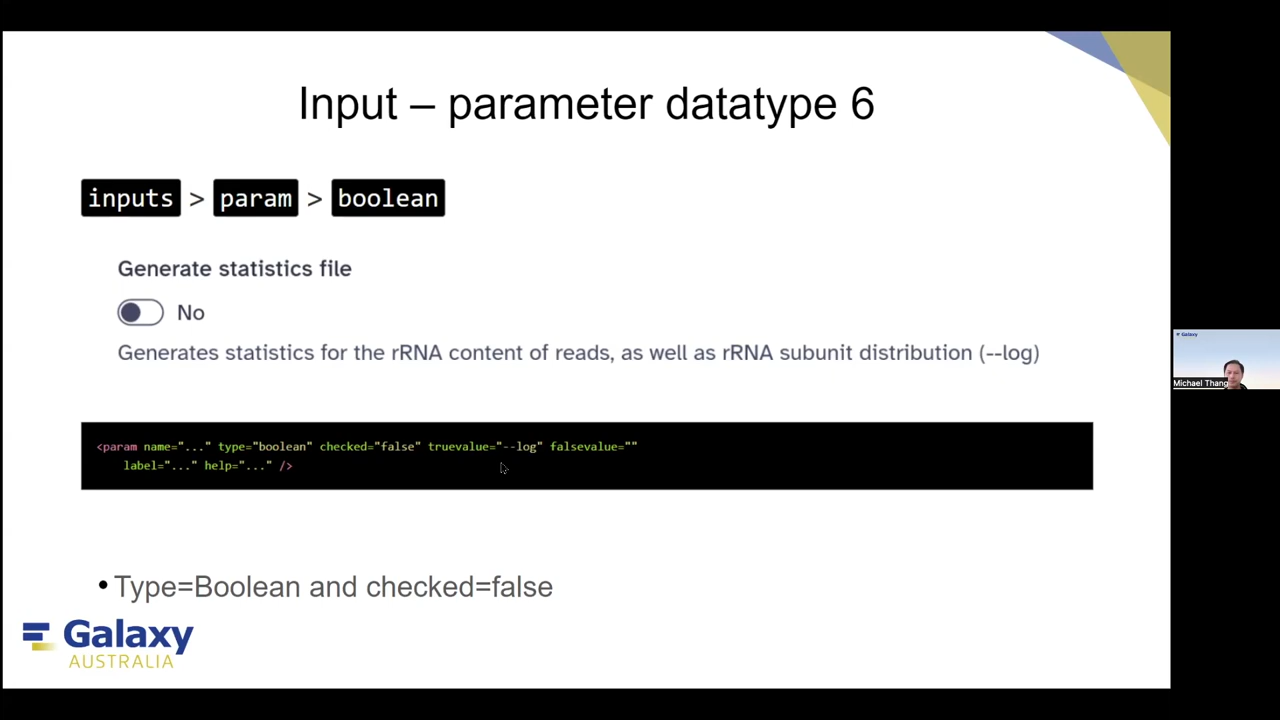 Input – parameter datatype 6
inputs > param > boolean
Generate statistics file
No
Generates statistics for the rRNA content of reads, as well as rRNA subunit distribution (--log)
<param name="..." type="boolean" checked="false" truevalue="--log" falsevalue=""
label="..." help="..." />
• Type=Boolean and checked=false
Galaxy
AUSTRALIA
Galaxy
Michael Thang